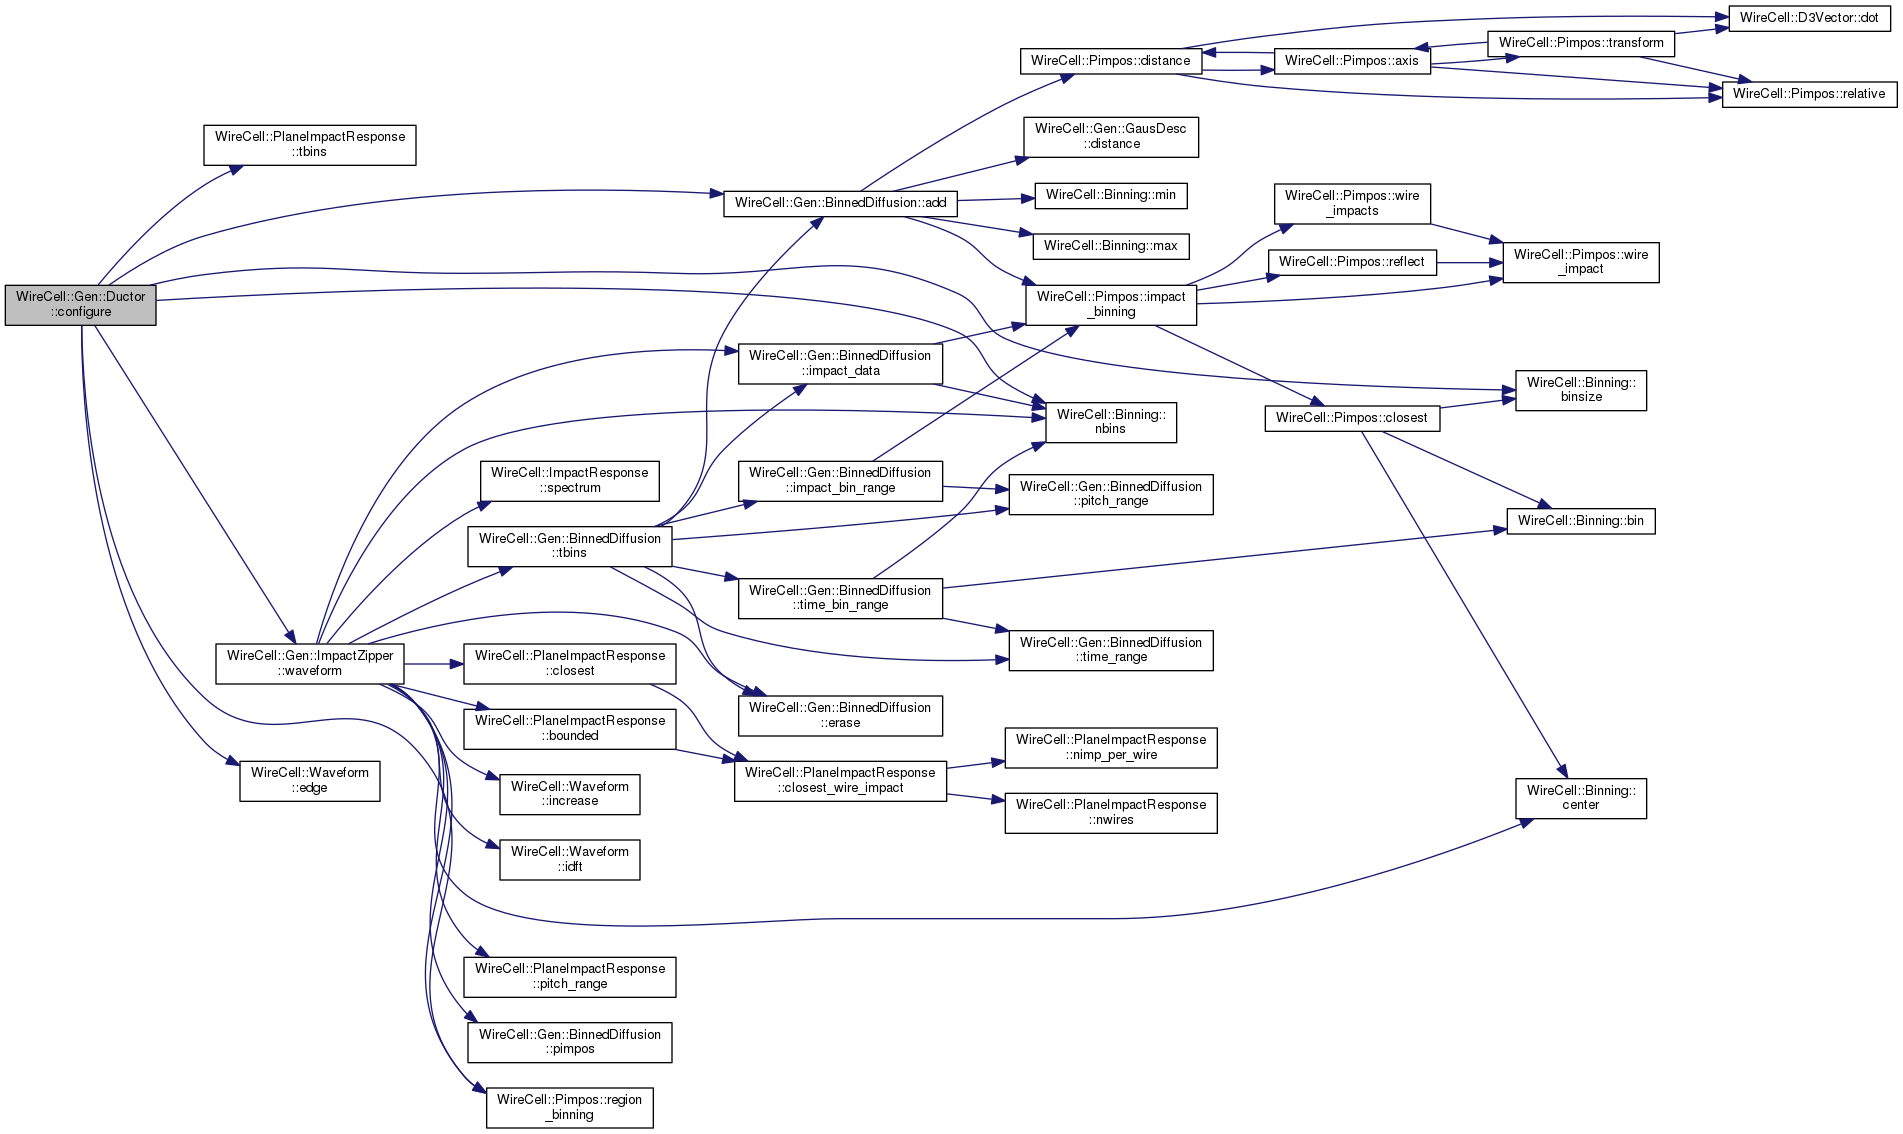 WireCell::Gen::Ductor
::configure
WireCell::PlaneImpactResponse
::tbins
WireCell::Gen::ImpactZipper
::waveform
WireCell::Waveform
::edge
WireCell::ImpactResponse
::spectrum
WireCell::Gen::BinnedDiffusion
::tbins
WireCell::PlaneImpactResponse
::closest
WireCell::PlaneImpactResponse
::bounded
WireCell::Waveform
::increase
WireCell::Waveform
::idft
WireCell::PlaneImpactResponse
::pitch_range
WireCell::Gen::BinnedDiffusion
::pimpos
WireCell::Pimpos::region
_binning
WireCell::Gen::BinnedDiffusion::add
WireCell::Gen::BinnedDiffusion
::impact_data
WireCell::Gen::BinnedDiffusion
::impact_bin_range
WireCell::Gen::BinnedDiffusion
::time_bin_range
WireCell::Gen::BinnedDiffusion
::erase
WireCell::PlaneImpactResponse
::closest_wire_impact
WireCell::Pimpos::distance
WireCell::Gen::GausDesc
::distance
WireCell::Binning::min
WireCell::Binning::max
WireCell::Pimpos::impact
_binning
WireCell::Binning::
nbins
WireCell::Gen::BinnedDiffusion
::pitch_range
WireCell::Gen::BinnedDiffusion
::time_range
WireCell::PlaneImpactResponse
::nimp_per_wire
WireCell::PlaneImpactResponse
::nwires
WireCell::Pimpos::axis
WireCell::Pimpos::wire
_impacts
WireCell::Pimpos::reflect
WireCell::Pimpos::closest
WireCell::Pimpos::transform
WireCell::Pimpos::wire
_impact
WireCell::Binning::
binsize
WireCell::Binning::bin
WireCell::Binning::
center
WireCell::D3Vector::dot
WireCell::Pimpos::relative